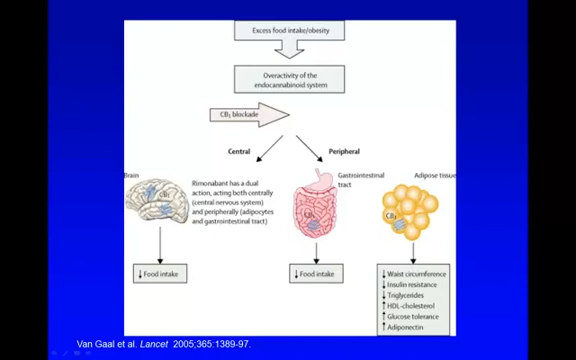 Excess food intake/obesity
Overactivity of the
endocannabinoid system
CB₁ blockade
Central
Peripheral
Brain
CB₁
Rimonabant has a dual
action, acting both centrally
(central nervous system)
and peripherally (adipocytes
and gastrointestinal tract)
Gastrointestinal
tract
CB₁
Adipose tissue
CB₁
↓ Food intake
↓ Food intake
↓ Waist circumference
↓ Insulin resistance
↓ Triglycerides
↑ HDL-cholesterol
↑ Glucose tolerance
↑ Adiponectin
Van Gaal et al. Lancet 2005;365:1389-97.